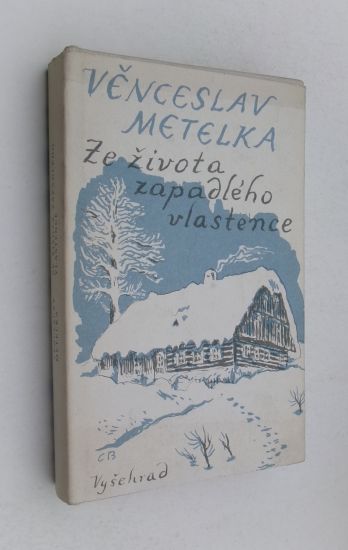 VĚNCESLAV
METELKA
Ze života
zapadlého
vlastence
CB
Vyšehrad